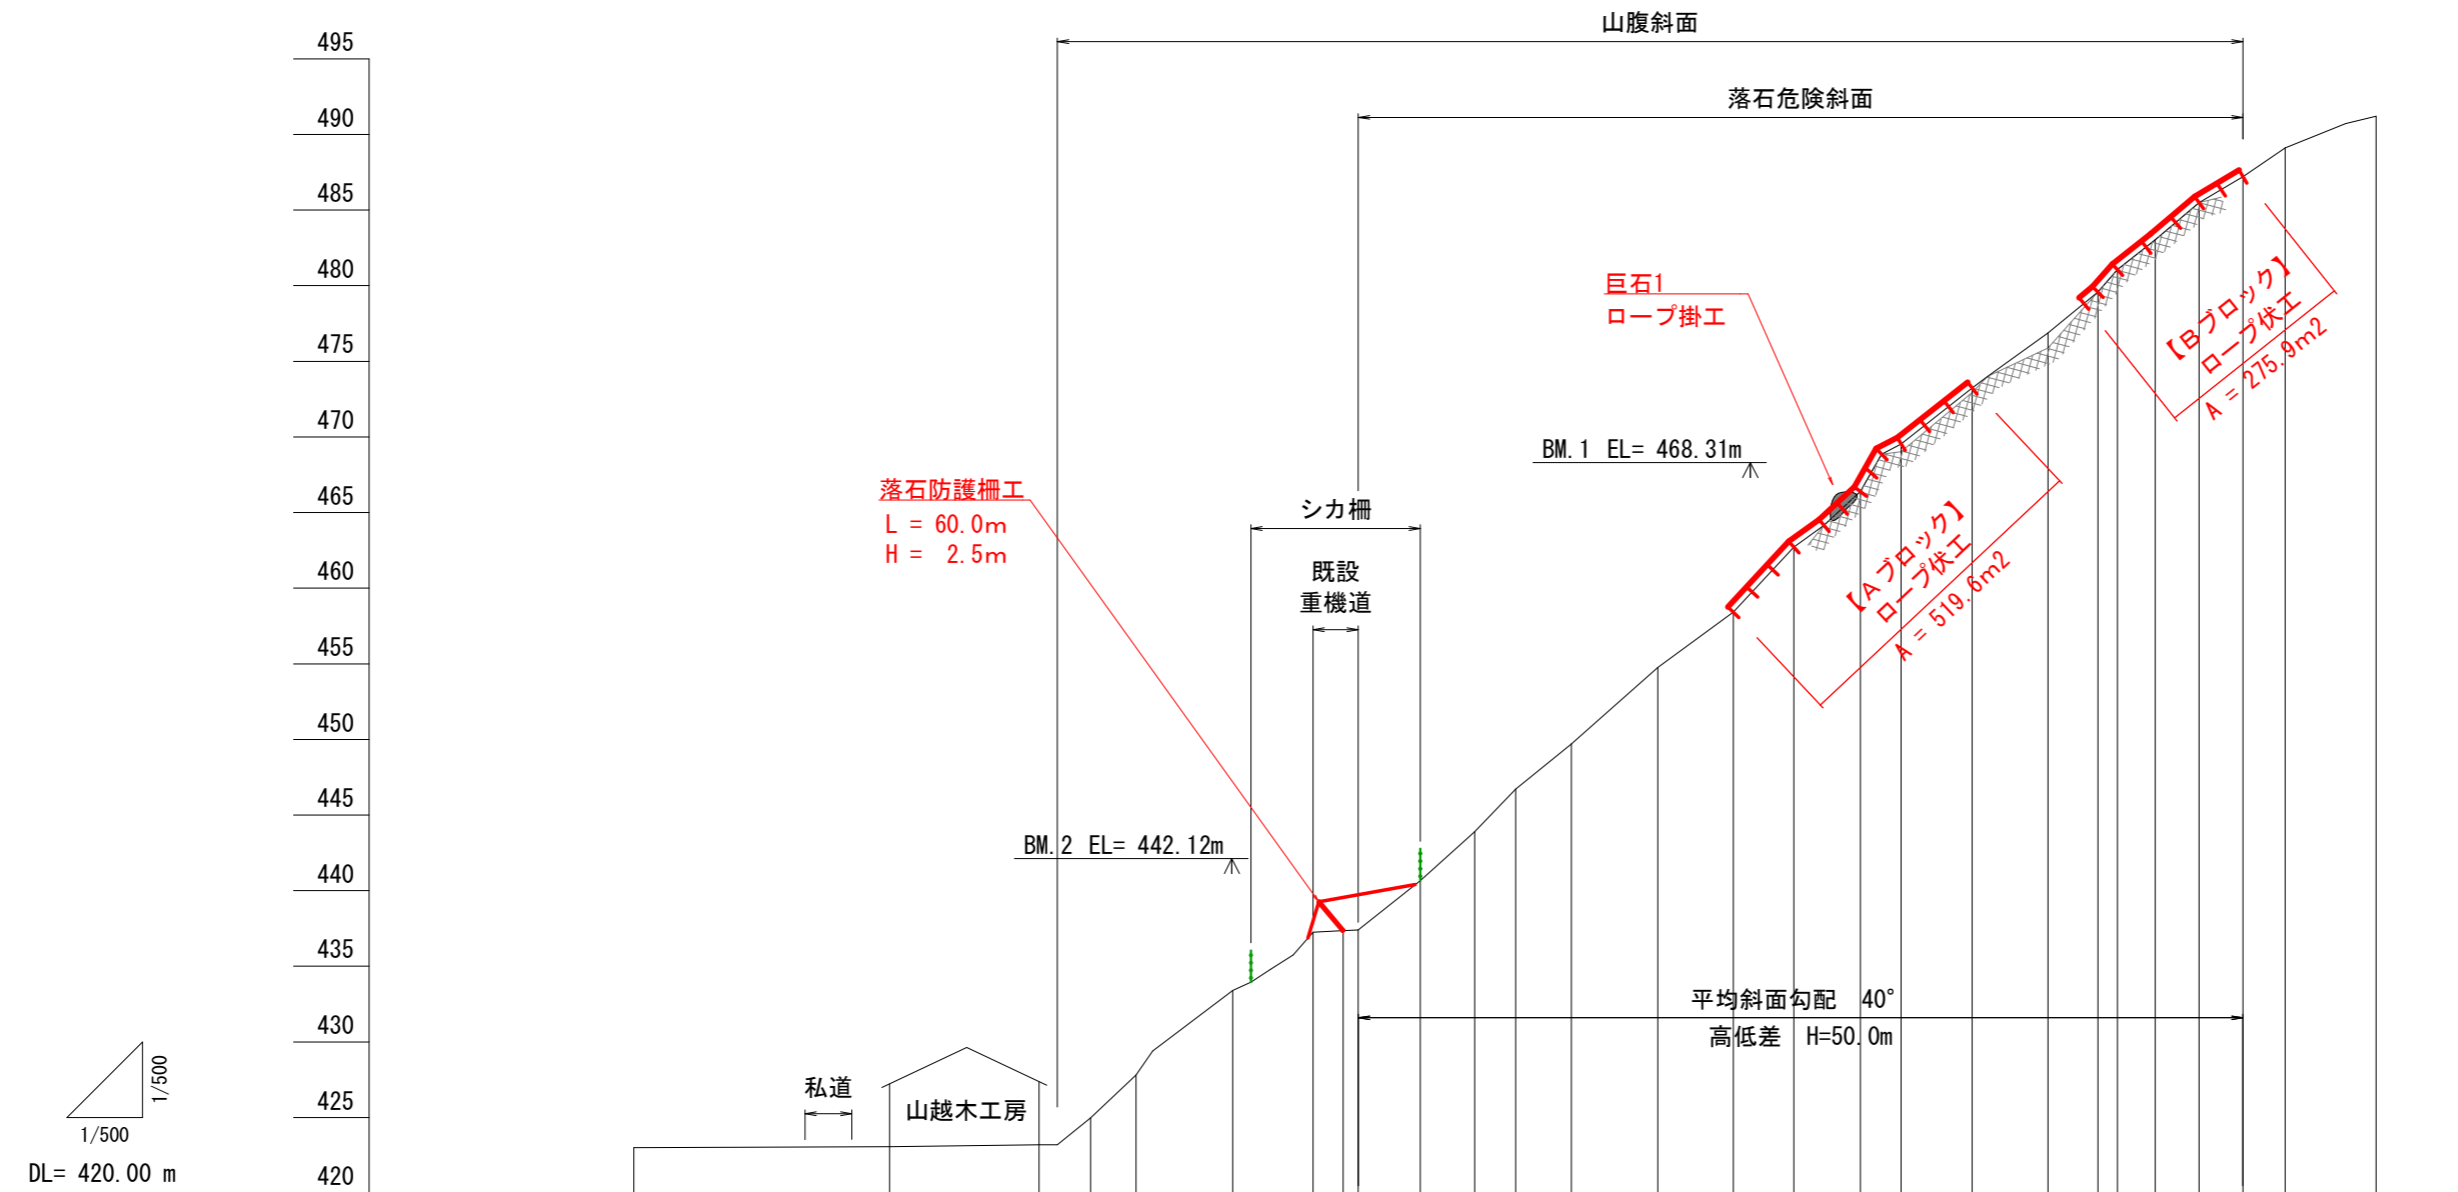 山腹斜面
落石危険斜面
495
490
485
480
475
470
465
460
455
450
445
440
435
430
425
420
巨石1
ロープ掛工
【Bブロック】
ロープ伏工
A = 275.9m2
BM.1 EL= 468.31m
【Aブロック】
ロープ伏工
A = 519.6m2
落石防護柵工
L = 60.0m
H = 2.5m
シカ柵
既設
重機道
BM.2 EL= 442.12m
平均斜面勾配 40°
高低差 H=50.0m
私道
山越木工房
1/500
1/500
DL= 420.00 m